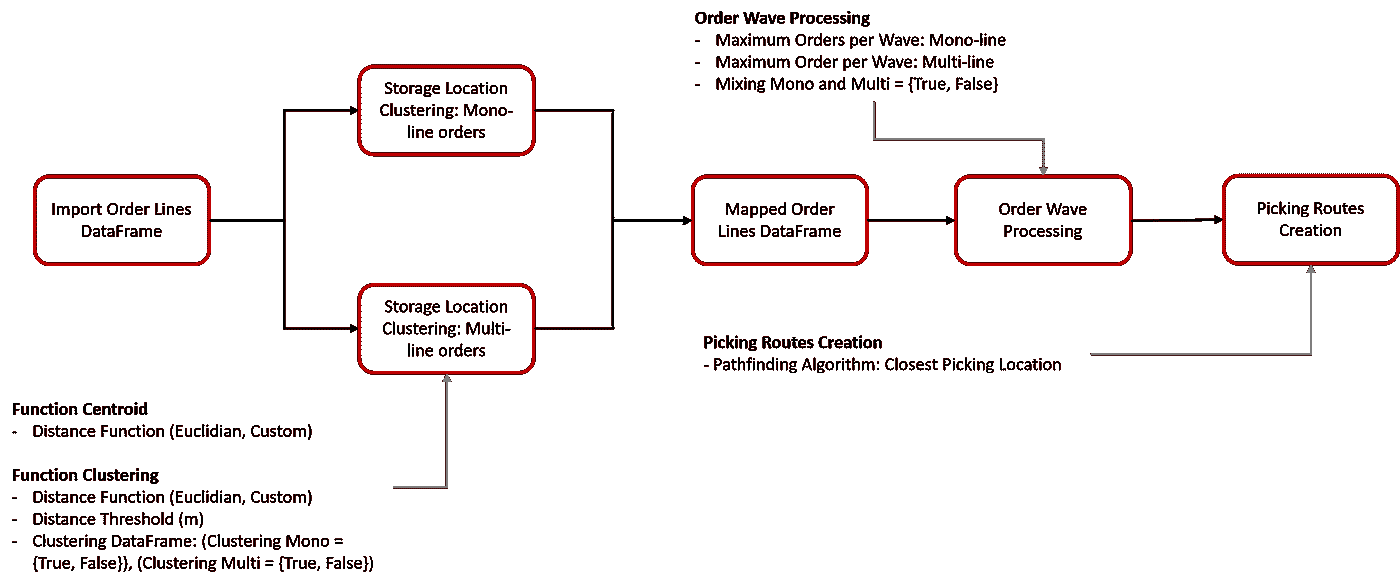 Order Wave Processing
- Maximum Orders per Wave: Mono-line
- Maximum Order per Wave: Multi-line
- Mixing Mono and Multi = {True, False}
Storage Location
Clustering: Mono-
line orders
Import Order Lines
DataFrame
Mapped Order
Lines DataFrame
Order Wave
Processing
Picking Routes
Creation
Storage Location
Clustering: Multi-
line orders
Picking Routes Creation
- Pathfinding Algorithm: Closest Picking Location
Function Centroid
- Distance Function (Euclidian, Custom)
Function Clustering
- Distance Function (Euclidian, Custom)
- Distance Threshold (m)
- Clustering DataFrame: (Clustering Mono =
{True, False}), (Clustering Multi = {True, False})